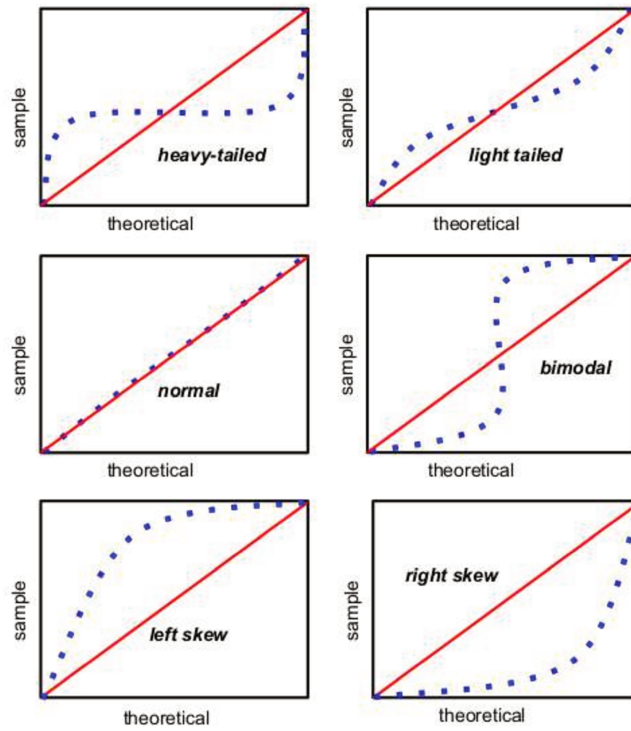 sample
heavy-tailed
theoretical
sample
light tailed
theoretical
sample
normal
theoretical
sample
bimodal
theoretical
sample
left skew
theoretical
sample
right skew
theoretical